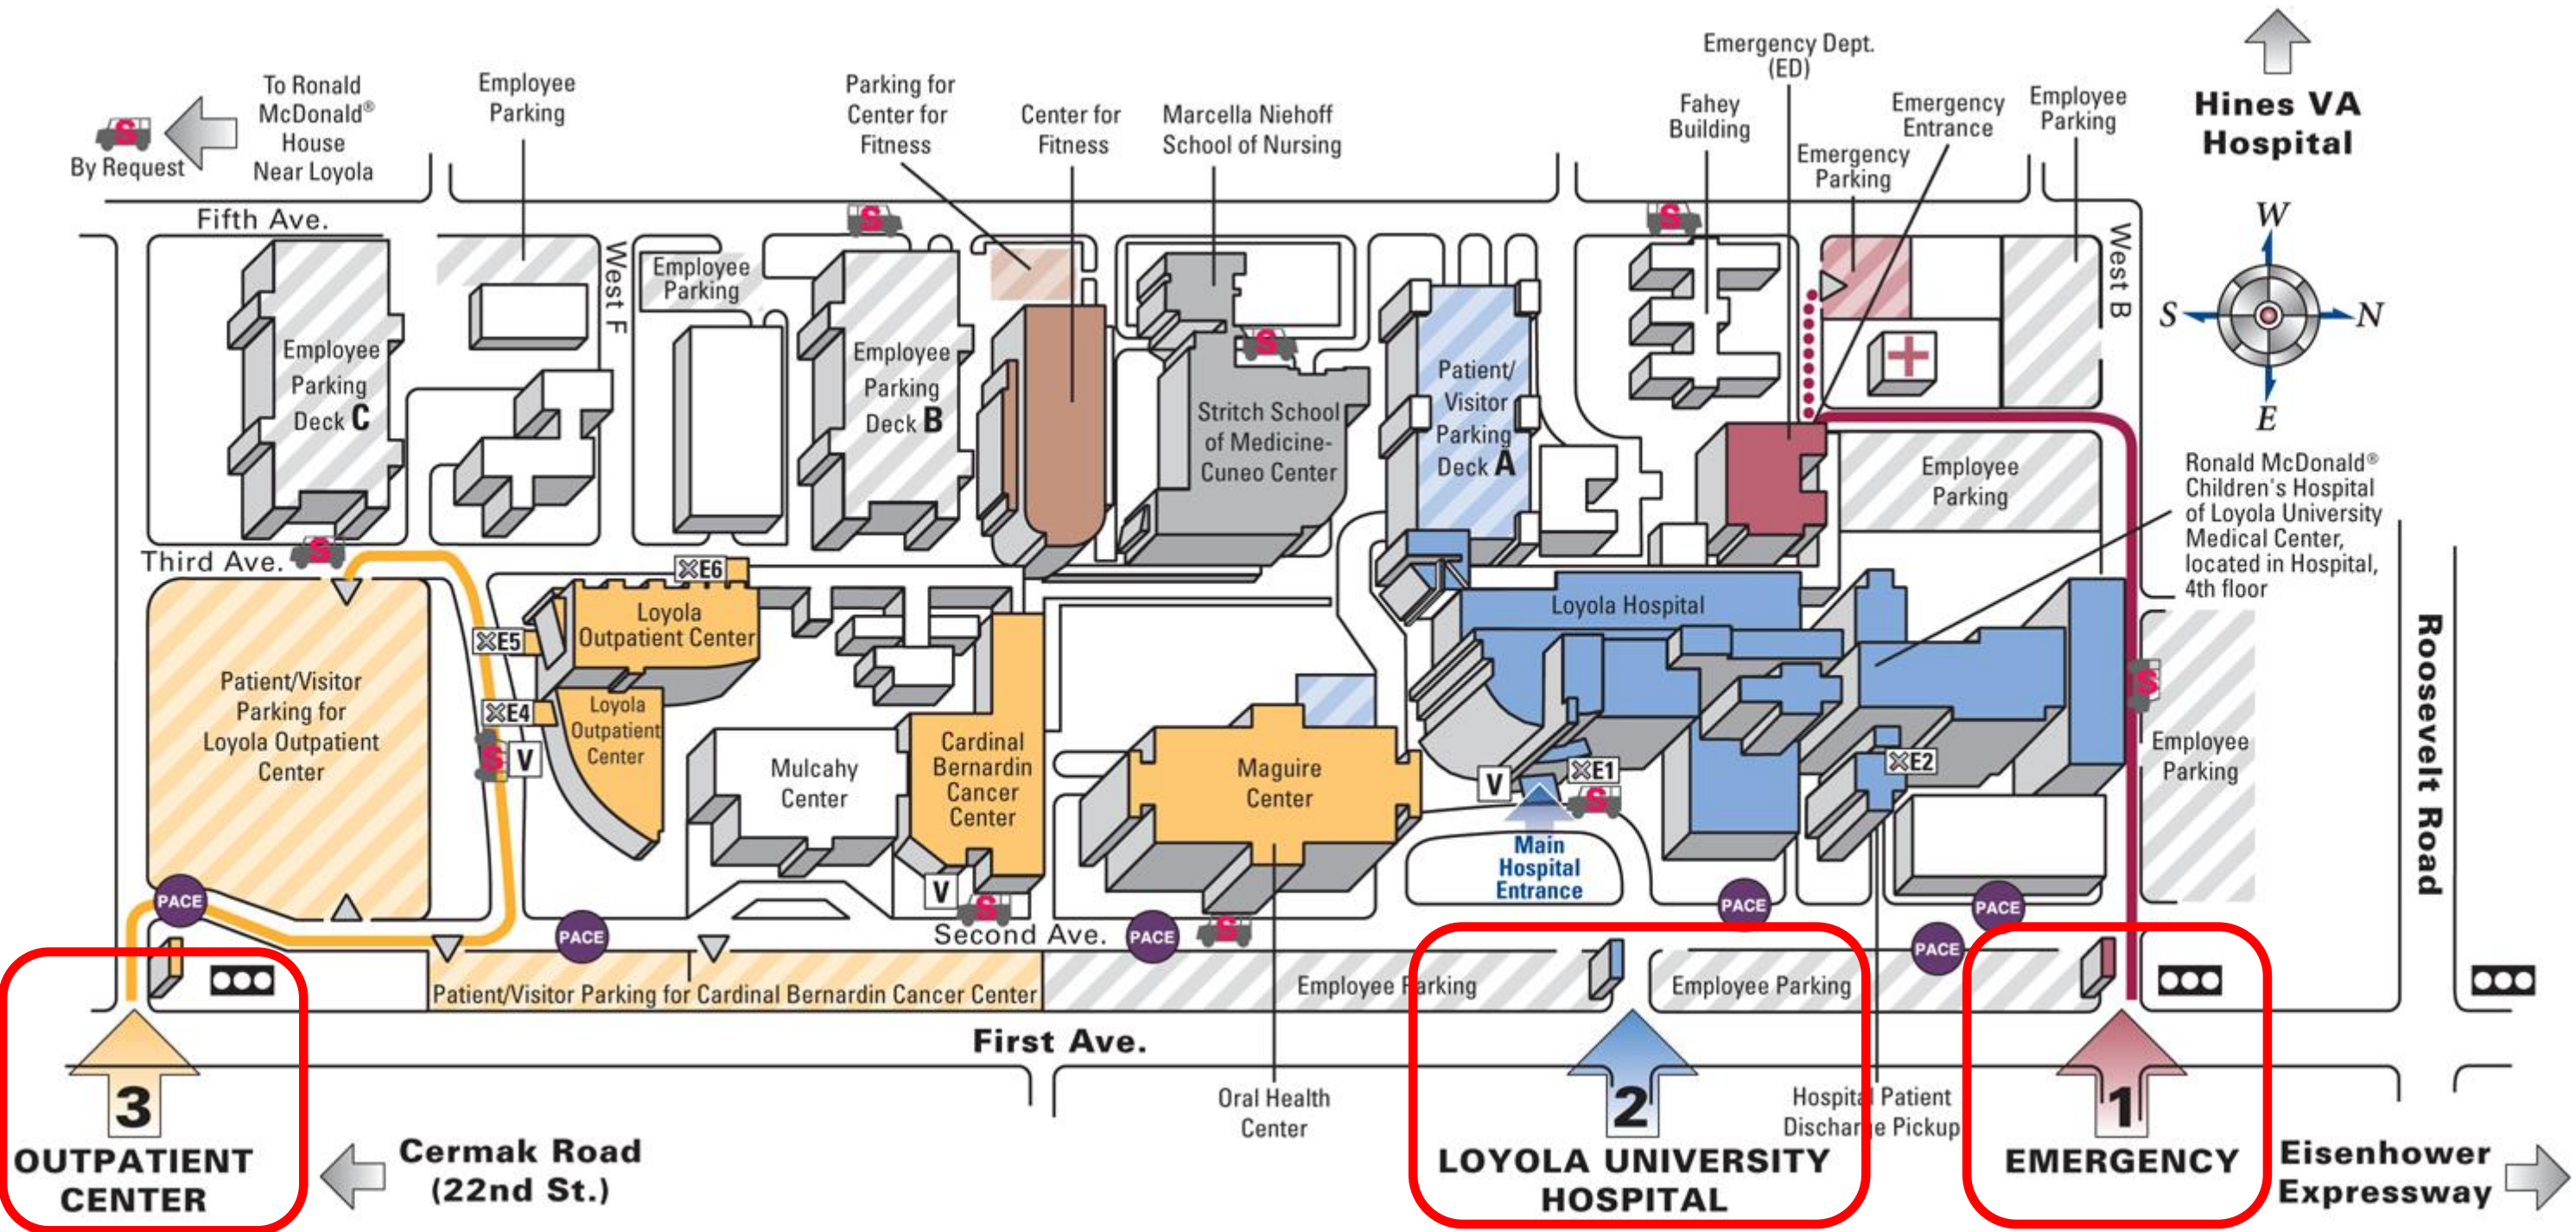 To Ronald
McDonald®
House
Near Loyola
S
By Request
Employee
Parking
Parking for
Center for
Fitness
Center for
Fitness
Marcella Niehoff
School of Nursing
Emergency Dept.
(ED)
Fahey
Building
Emergency
Parking
Emergency
Entrance
Employee
Parking
Hines VA
Hospital
Fifth Ave.
S
S
West F
West B
W
S
N
E
Employee
Parking
Deck C
Employee
Parking
Employee
Parking
Deck B
S
Stritch School
of Medicine-
Cuneo Center
Patient/
Visitor
Parking
Deck A
Employee
Parking
Ronald McDonald®
Children's Hospital
of Loyola University
Medical Center,
located in Hospital,
4th floor
Third Ave.
S
E6
Loyola
Outpatient Center
E5
E4
S
V
Loyola
Outpatient
Center
Patient/Visitor
Parking for
Loyola Outpatient
Center
Mulcahy
Center
Cardinal
Bernardin
Cancer
Center
V
S
Maguire
Center
Loyola Hospital
V
E1
S
E2
Main
Hospital
Entrance
S
Employee
Parking
Roosevelt Road
PACE
PACE
Second Ave.
PACE
S
PACE
PACE
PACE
Patient/Visitor Parking for Cardinal Bernardin Cancer Center
Employee Parking
Employee Parking
First Ave.
3
OUTPATIENT
CENTER
Cermak Road
(22nd St.)
Oral Health
Center
2
LOYOLA UNIVERSITY
HOSPITAL
Hospital Patient
Discharge Pickup
1
EMERGENCY
Eisenhower
Expressway